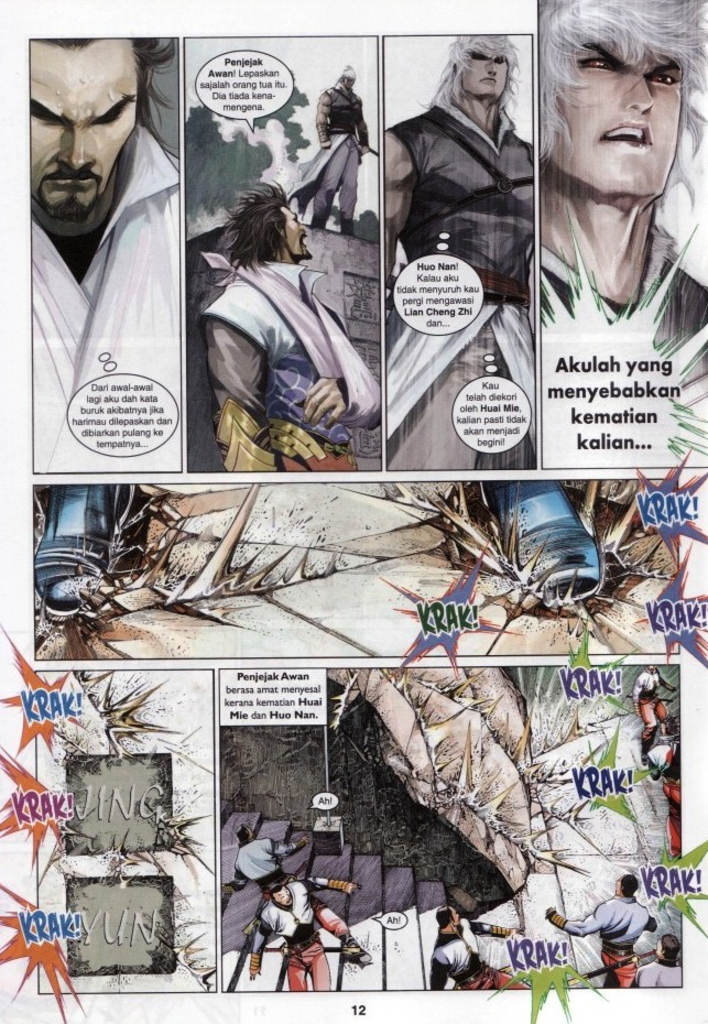 Dari awal-awal
lagi aku dah kata
buruk akibatnya jika
harimau dilepaskan dan
dibiarkan pulang ke
tempatnya...
Penjejak
Awan! Lepaskan
sajalah orang tua itu.
Dia tiada kena-
mengena.
Huo Nan!
Kalau aku
tidak menyuruh kau
pergi mengawasi
Lian Cheng Zhi
dan...
Kau
telah diekori
oleh Huai Mie,
kalian pasti tidak
akan menjadi
begini!
Akulah yang
menyebabkan
kematian
kalian...
KRAK!
KRAK!
KRAK!
KRAK!
KRAK!
KRAK!
JING
YUN
Penjejak Awan
berasa amat menyesal
kerana kematian Huai
Mie dan Huo Nan.
KRAK!
KRAK!
Ah!
KRAK!
Ah!
KRAK!
12